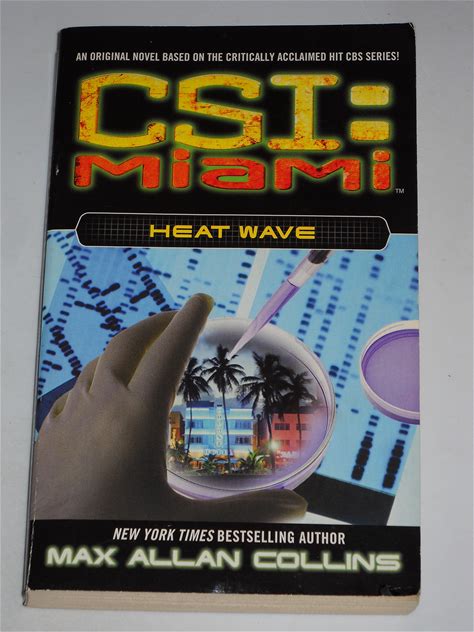 AN ORIGINAL NOVEL BASED ON THE CRITICALLY ACCLAIMED HIT CBS SERIES!
CSI:
Miami™
HEAT WAVE
NEW YORK TIMES BESTSELLING AUTHOR
MAX ALLAN COLLINS